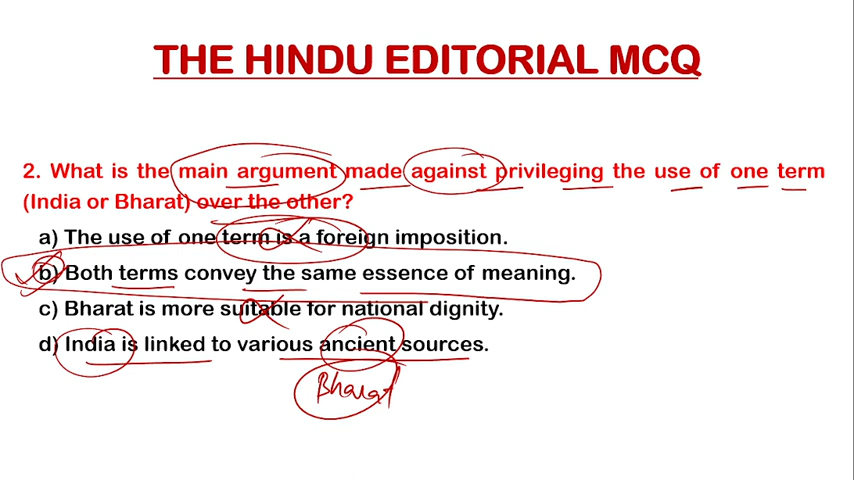 THE HINDU EDITORIAL MCQ
2. What is the main argument made against privileging the use of one term
(India or Bharat) over the other?
a) The use of one term is a foreign imposition.
b) Both terms convey the same essence of meaning.
c) Bharat is more suitable for national dignity.
d) India is linked to various ancient sources.
Bharat